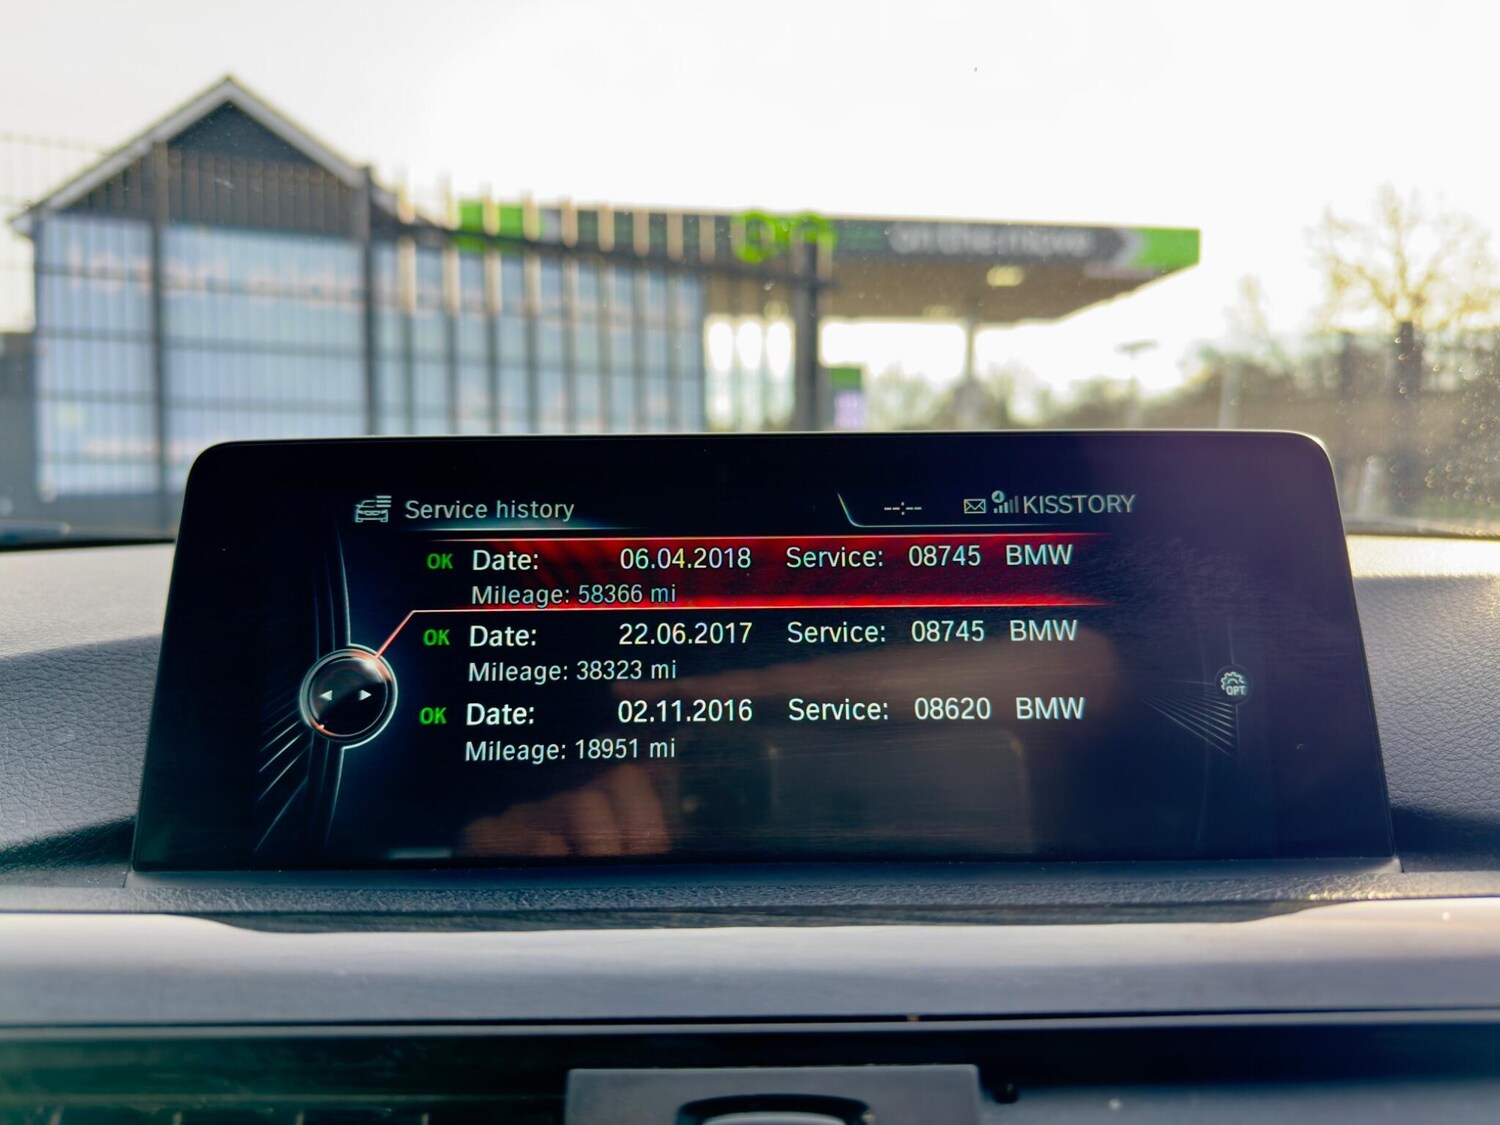 Service history --:-- KISSTORY
OK Date: 06.04.2018 Service: 08745 BMW
Mileage: 58366 mi
OK Date: 22.06.2017 Service: 08745 BMW
Mileage: 38323 mi
OK Date: 02.11.2016 Service: 08620 BMW
Mileage: 18951 mi
OPT